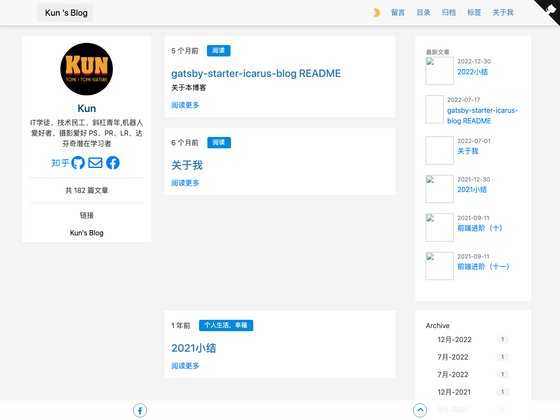 Kun 's Blog
留言
目录
归档
标签
关于我
KUN
Kun
IT学徒、技术民工、斜杠青年,机器人
爱好者、摄影爱好 PS、PR、LR、达
芬奇潜在学习者
知乎
共 182 篇文章
链接
Kun's Blog
5 个月前 阅读
gatsby-starter-icarus-blog README
关于本博客
阅读更多
6 个月前 阅读
关于我
阅读更多
1 年前 个人生活，幸福
2021小结
阅读更多
最新文章
2022-12-30
2022小结
2022-07-17
gatsby-starter-icarus-
blog README
2022-07-01
关于我
2021-12-30
2021小结
2021-09-11
前端进阶（十）
2021-09-11
前端进阶（十一）
Archive
12月-2022 1
7月-2022 2
7月-2022 2
12月-2021 1